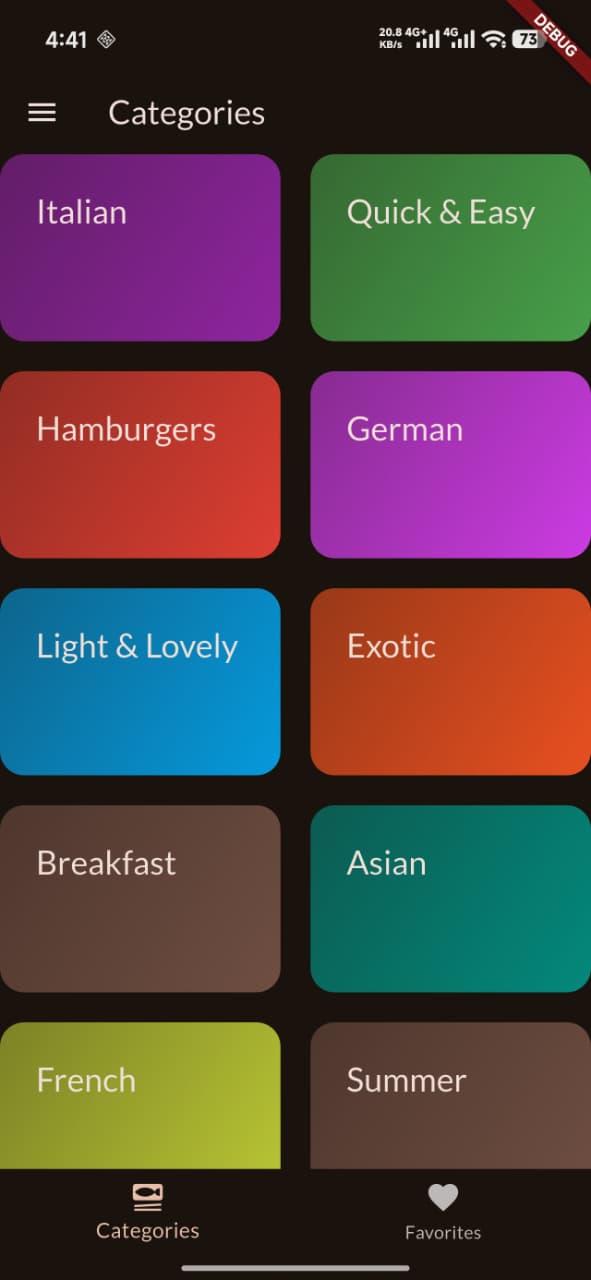 4:41
20.8 4G+ 4G
KB/s
73
DEBUG
Categories
Italian
Quick & Easy
Hamburgers
German
Light & Lovely
Exotic
Breakfast
Asian
French
Summer
Categories
Favorites